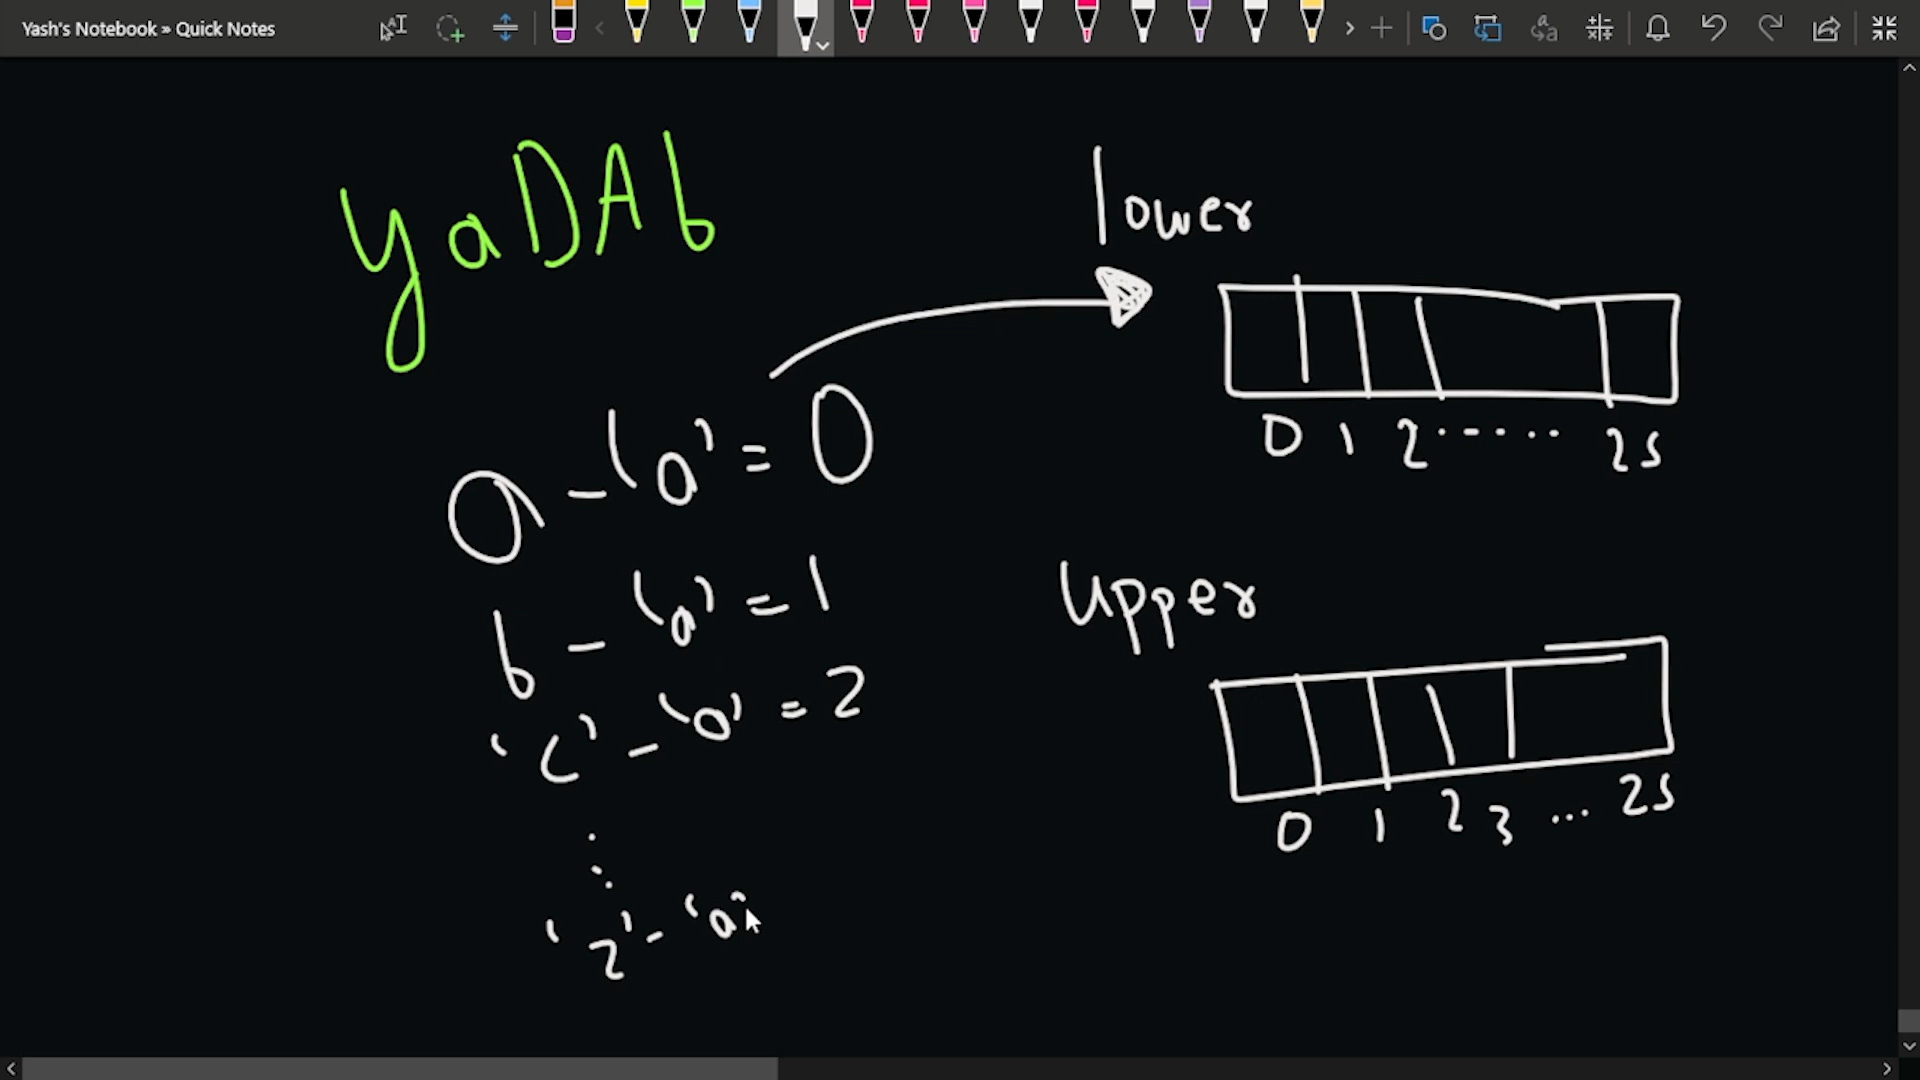 Yash's Notebook » Quick Notes
yaDAb
lower
a - 'a' = 0
0 1 2 ...... 25
b - 'a' = 1
Upper
'c' - 'a' = 2
0 1 2 3 ... 25
:
'z' - 'a'